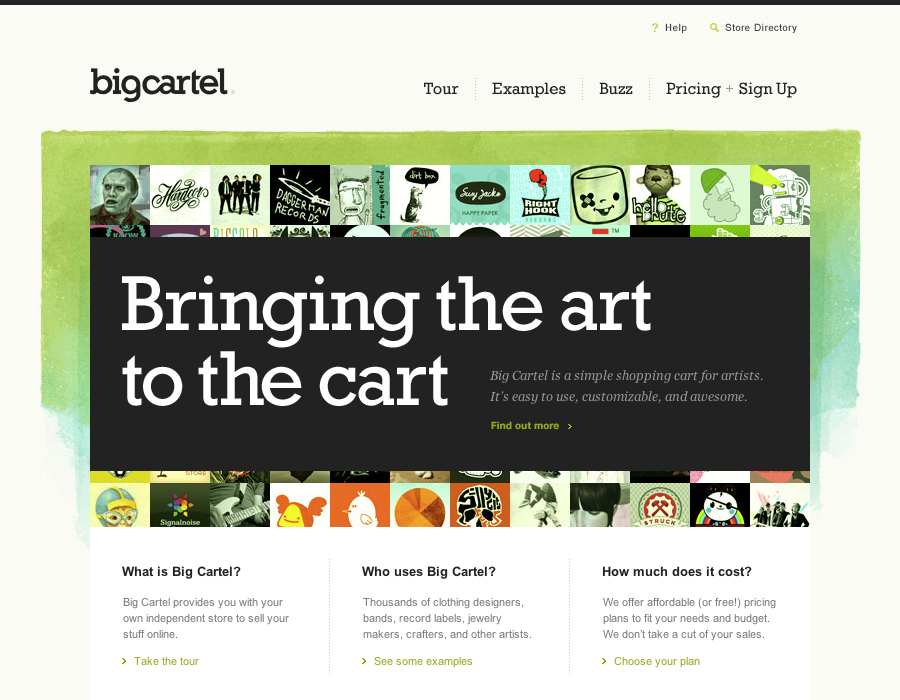 Help
Store Directory
bigcartel.
Tour
Examples
Buzz
Pricing + Sign Up
Hardcore
DAGGERMAN RECORDS
fragmented
dirt box
Suzy Jacko
HAPPY PAPER
RIGHT HOOK
RECORDS
TM
Bringing the art
to the cart
Big Cartel is a simple shopping cart for artists.
It's easy to use, customizable, and awesome.
Find out more
STORE
Signalnoise
STRUCK
What is Big Cartel?
Big Cartel provides you with your
own independent store to sell your
stuff online.
Take the tour
Who uses Big Cartel?
Thousands of clothing designers,
bands, record labels, jewelry
makers, crafters, and other artists.
See some examples
How much does it cost?
We offer affordable (or free!) pricing
plans to fit your needs and budget.
We don't take a cut of your sales.
Choose your plan